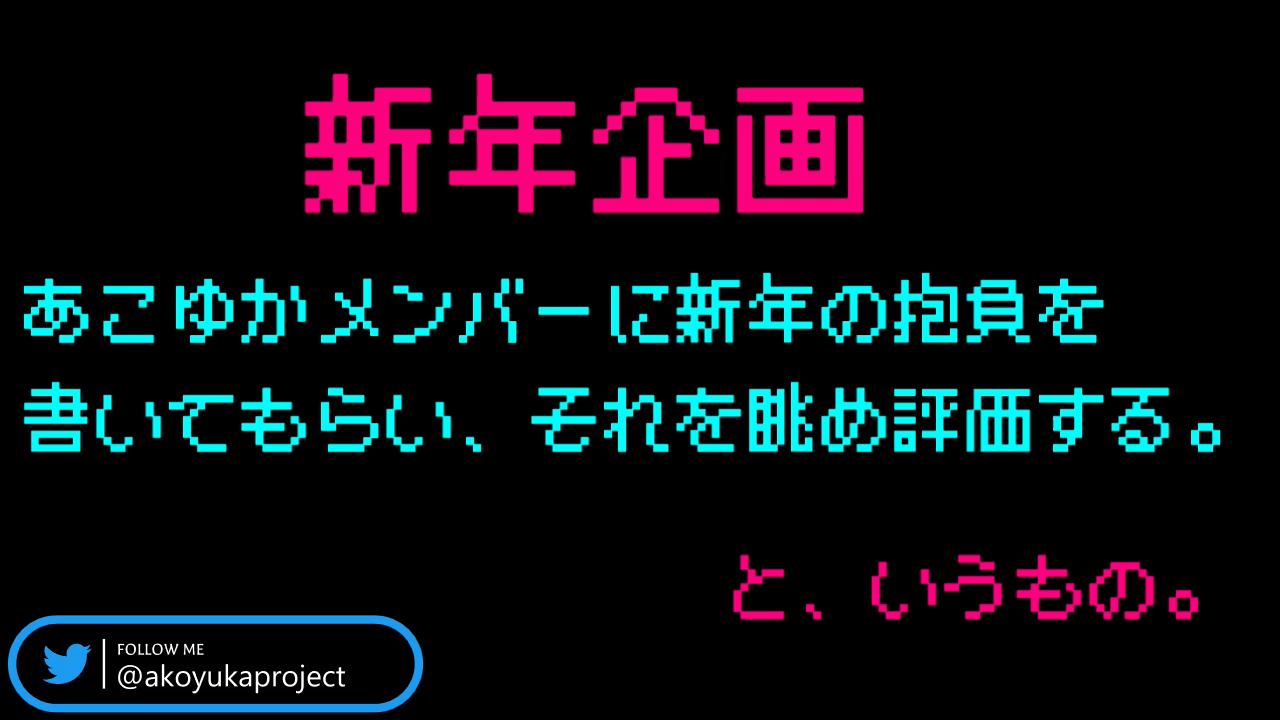 新年企画
あこゆかメンバーに新年の抱負を
書いてもらい、それを眺め評価する。
と、いうもの。
FOLLOW ME
@akoyukaproject